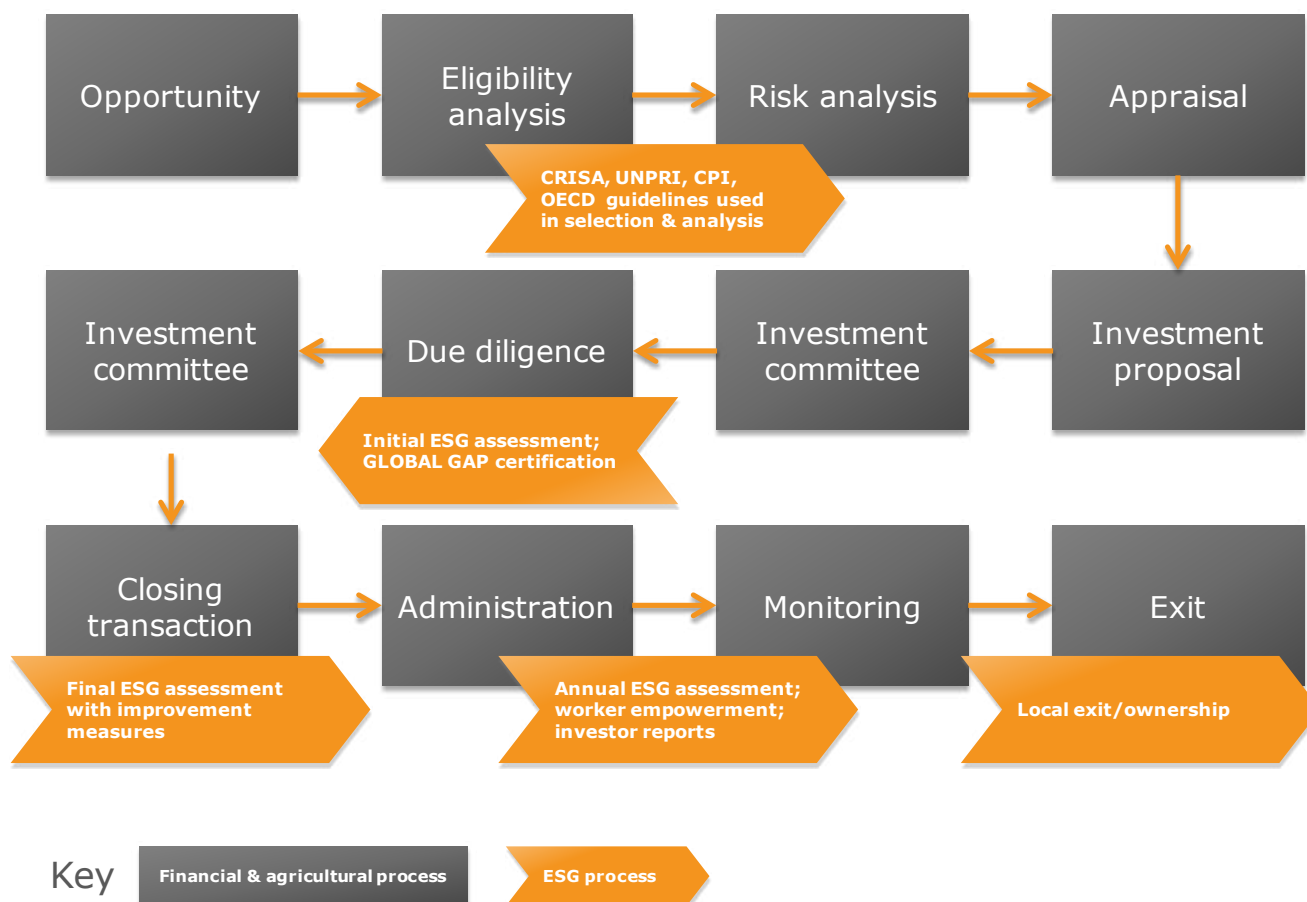 Opportunity
Eligibility
analysis
Risk analysis
Appraisal
CRISA, UNPRI, CPI,
OECD guidelines used
in selection & analysis
Investment
committee
Due diligence
Investment
committee
Investment
proposal
Initial ESG assessment;
GLOBAL GAP certification
Closing
transaction
Administration
Monitoring
Exit
Final ESG assessment
with improvement
measures
Annual ESG assessment;
worker empowerment;
investor reports
Local exit/ownership
Key
Financial & agricultural process
ESG process